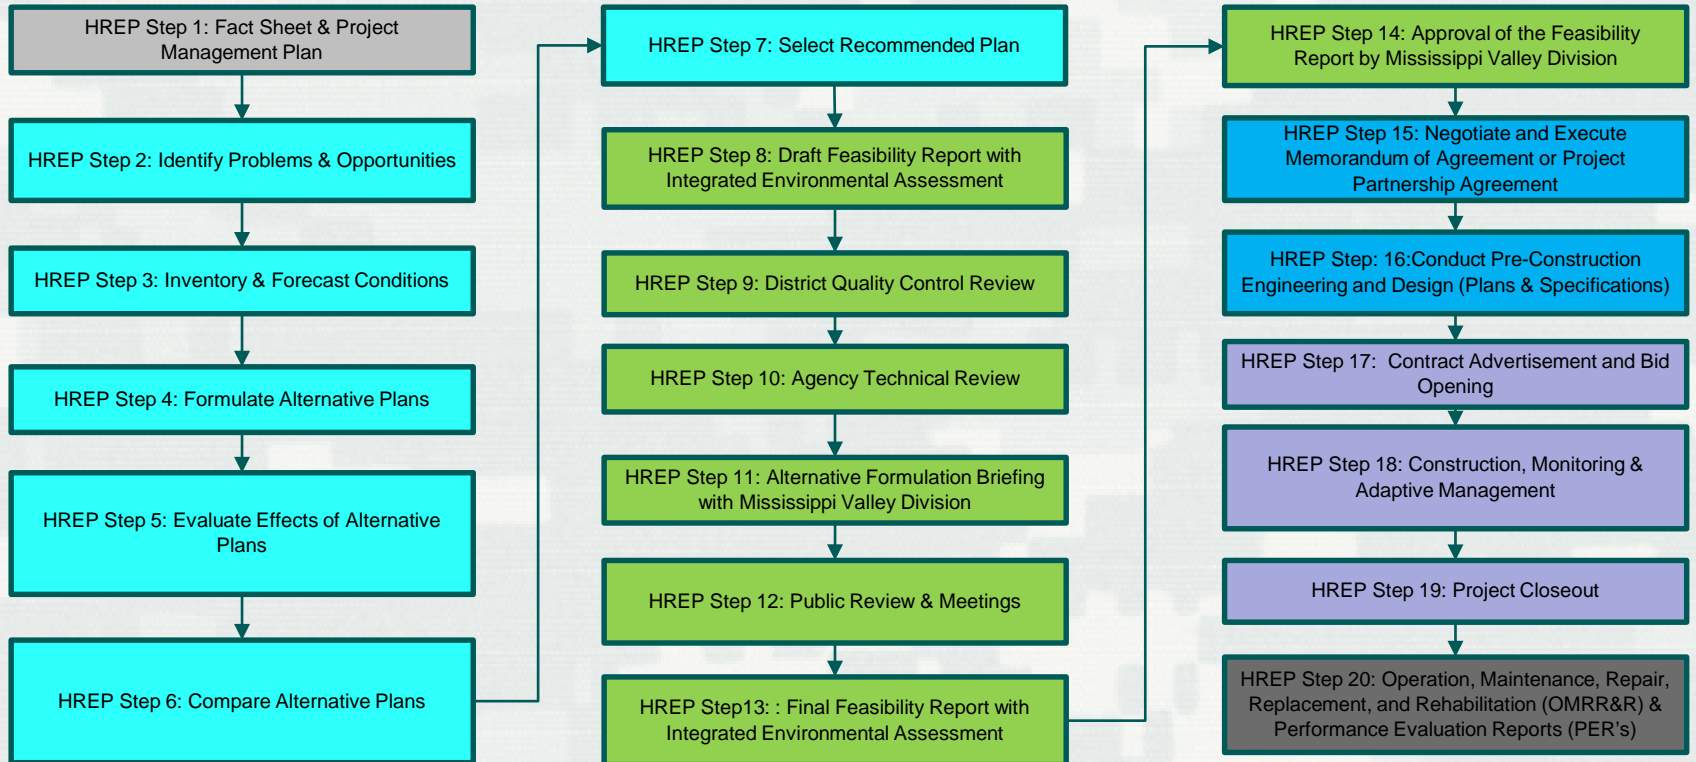 HREP Step 1: Fact Sheet & Project
Management Plan
HREP Step 2: Identify Problems & Opportunities
HREP Step 3: Inventory & Forecast Conditions
HREP Step 4: Formulate Alternative Plans
HREP Step 5: Evaluate Effects of Alternative
Plans
HREP Step 6: Compare Alternative Plans
HREP Step 7: Select Recommended Plan
HREP Step 8: Draft Feasibility Report with
Integrated Environmental Assessment
HREP Step 9: District Quality Control Review
HREP Step 10: Agency Technical Review
HREP Step 11: Alternative Formulation Briefing
with Mississippi Valley Division
HREP Step 12: Public Review & Meetings
HREP Step13: : Final Feasibility Report with
Integrated Environmental Assessment
HREP Step 14: Approval of the Feasibility
Report by Mississippi Valley Division
HREP Step 15: Negotiate and Execute
Memorandum of Agreement or Project
Partnership Agreement
HREP Step: 16:Conduct Pre-Construction
Engineering and Design (Plans & Specifications)
HREP Step 17: Contract Advertisement and Bid
Opening
HREP Step 18: Construction, Monitoring &
Adaptive Management
HREP Step 19: Project Closeout
HREP Step 20: Operation, Maintenance, Repair,
Replacement, and Rehabilitation (OMRR&R) &
Performance Evaluation Reports (PER's)